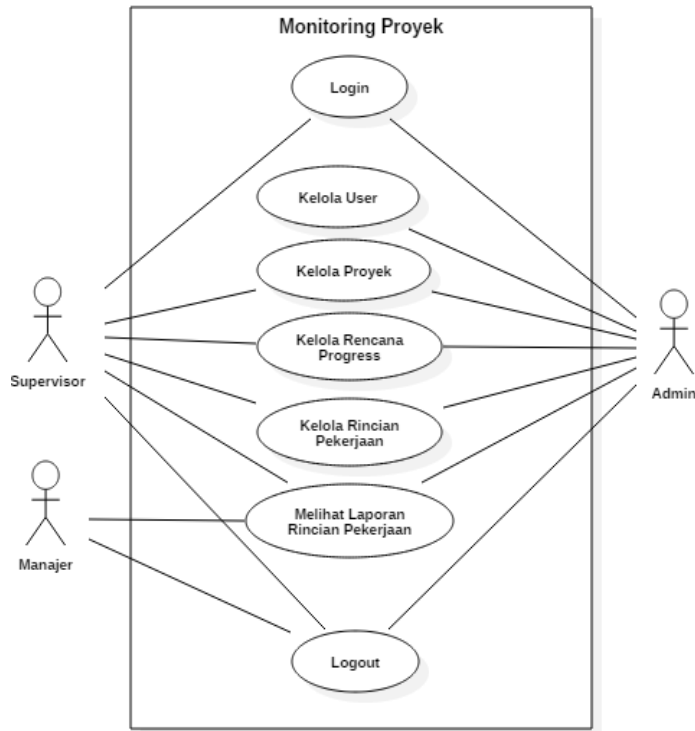 Monitoring Proyek
Login
Kelola User
Kelola Proyek
Kelola Rencana
Progress
Supervisor
Admin
Kelola Rincian
Pekerjaan
Melihat Laporan
Rincian Pekerjaan
Manajer
Logout